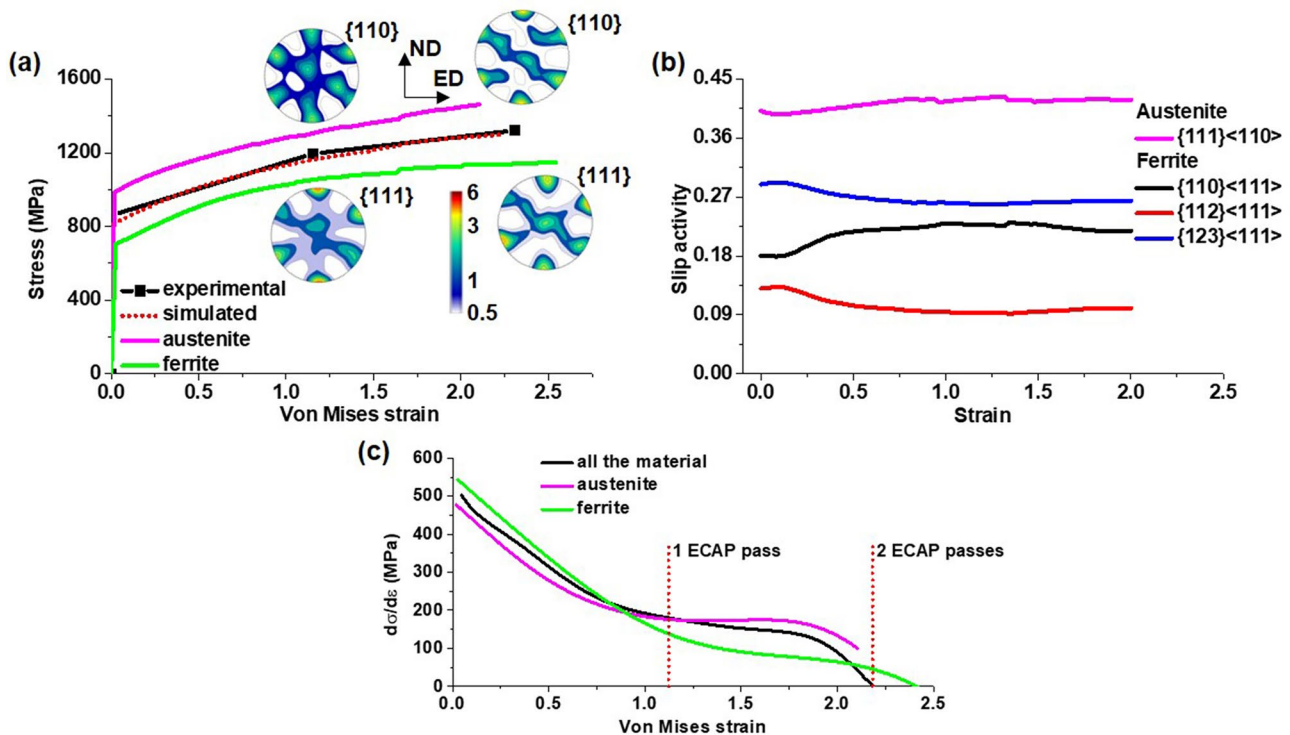 (a)
{110}
ND
ED
{110}
1600
1200
800
400
0
Stress (MPa)
{111}
{111}
6
3
1
0.5
experimental
simulated
austenite
ferrite
0.0
0.5
1.0
1.5
2.0
2.5
Von Mises strain
(b)
0.45
0.36
0.27
0.18
0.09
0.00
Slip activity
Austenite
{111}<110>
Ferrite
{110}<111>
{112}<111>
{123}<111>
0.0
0.5
1.0
1.5
2.0
Strain
(c)
600
500
400
300
200
100
0
dσ/dε (MPa)
all the material
austenite
ferrite
1 ECAP pass
2 ECAP passes
0.0
0.5
1.0
1.5
2.0
2.5
Von Mises strain